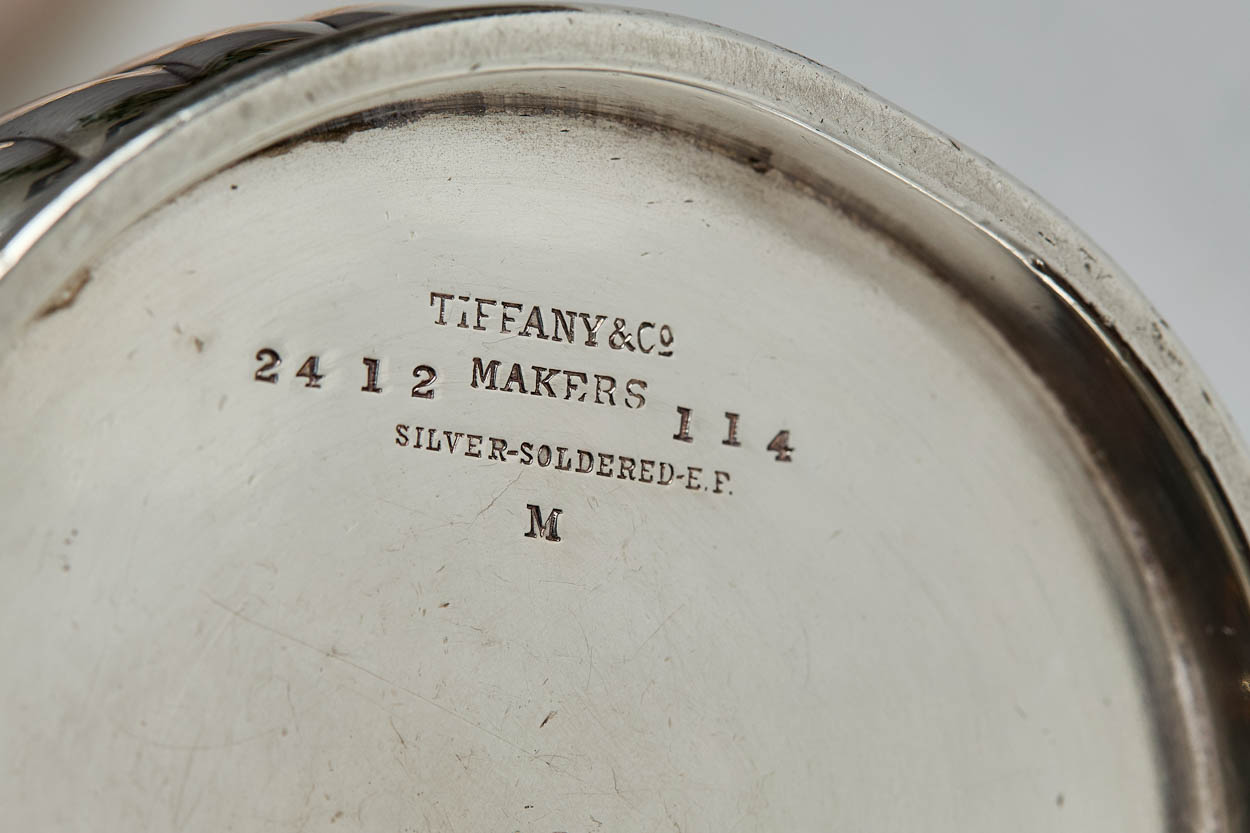 TIFFANY & Cº
2412 MAKERS 114
SILVER-SOLDERED-E.P.
M